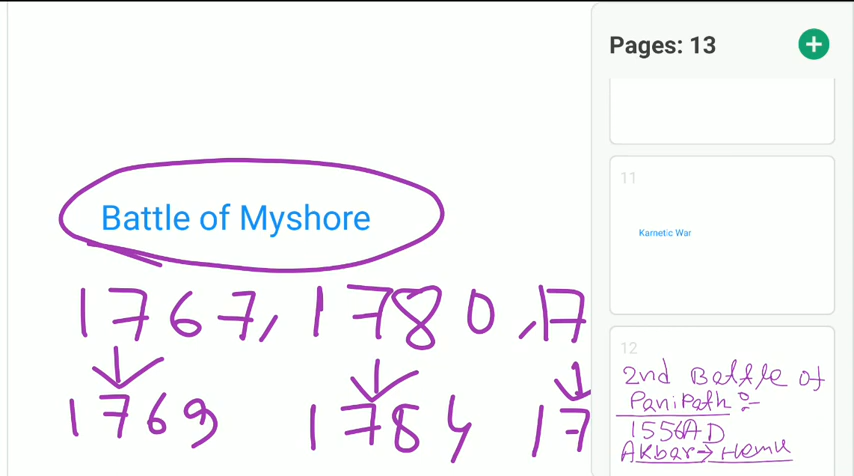 Pages: 13
Battle of Myshore
1767, 1780, 17
1769 1784 17
11
Karnetic War
12
2nd Battle of
Panipath :-
1556AD
Akbar → Hemu